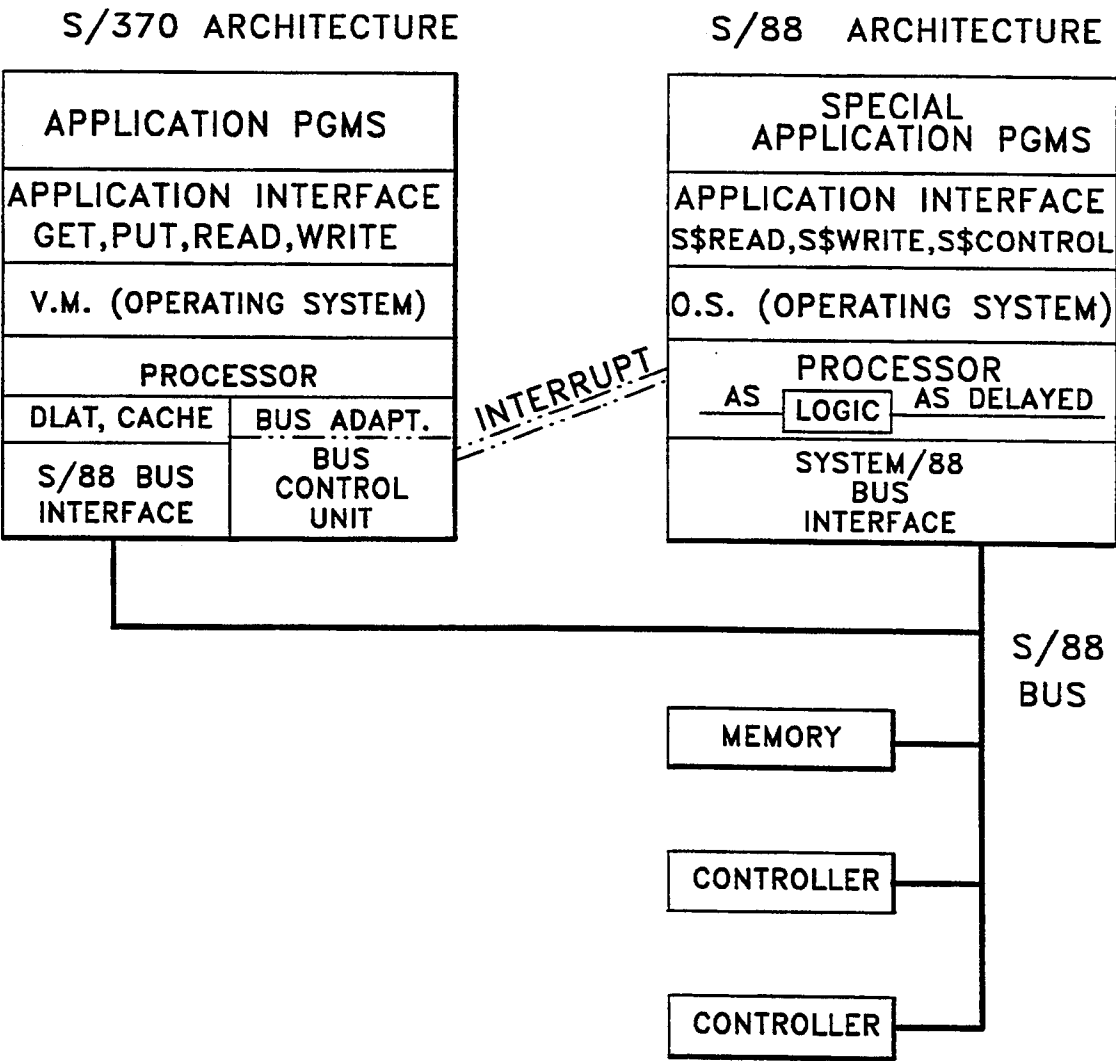 S/370 ARCHITECTURE
S/88 ARCHITECTURE
APPLICATION PGMS
APPLICATION INTERFACE
GET,PUT,READ,WRITE
V.M. (OPERATING SYSTEM)
PROCESSOR
DLAT, CACHE
BUS ADAPT.
S/88 BUS
INTERFACE
BUS
CONTROL
UNIT
INTERRUPT
SPECIAL
APPLICATION PGMS
APPLICATION INTERFACE
S$READ,S$WRITE,S$CONTROL
O.S. (OPERATING SYSTEM)
PROCESSOR
AS
LOGIC
AS DELAYED
SYSTEM/88
BUS
INTERFACE
S/88
BUS
MEMORY
CONTROLLER
CONTROLLER